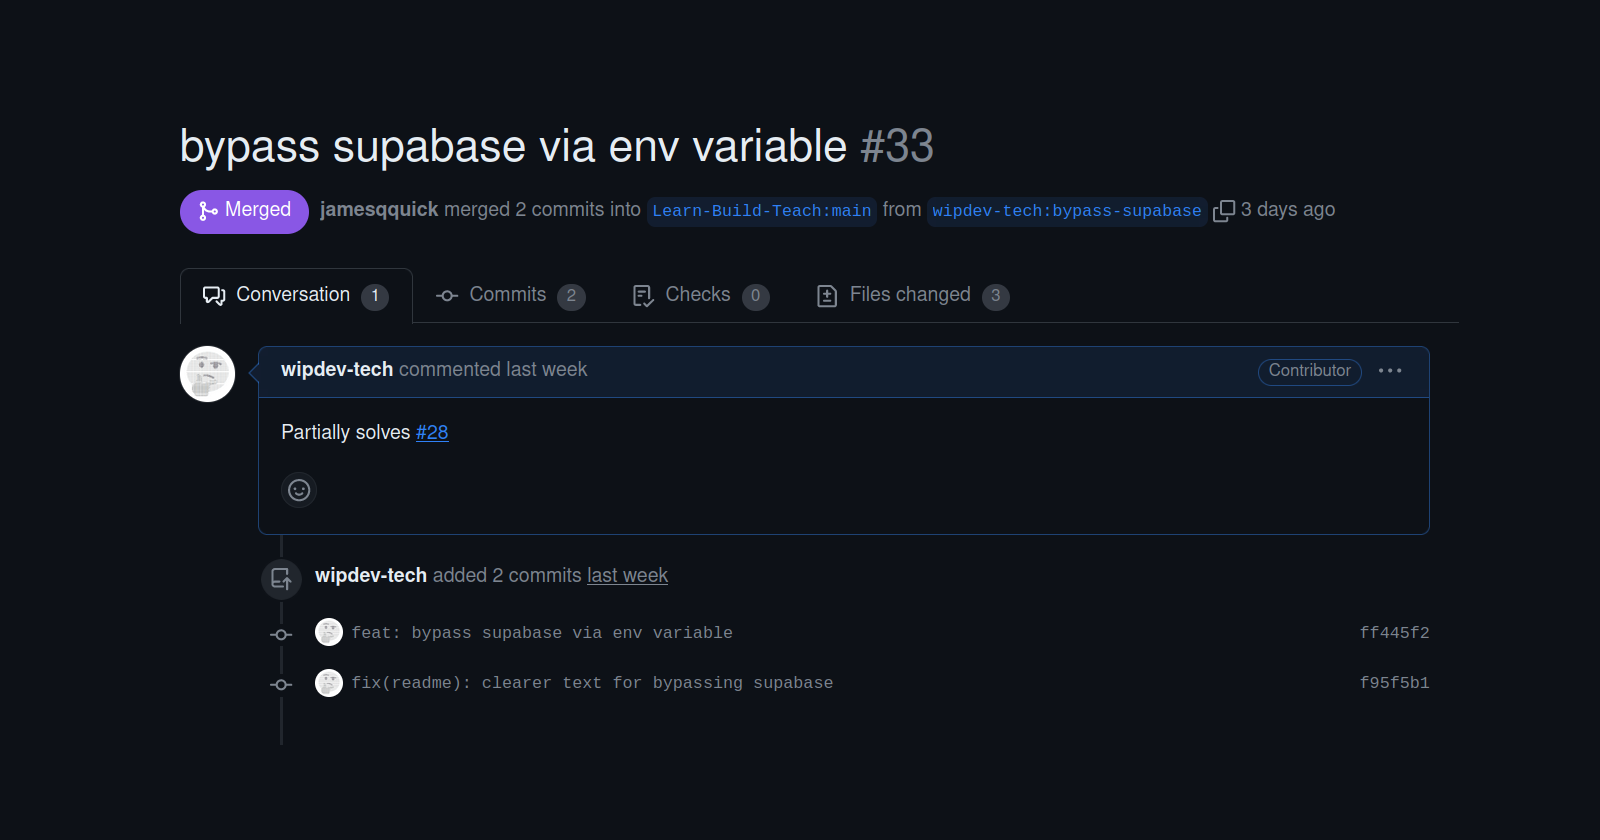 bypass supabase via env variable #33
Merged jamesqquick merged 2 commits into Learn-Build-Teach:main from wipdev-tech:bypass-supabase 3 days ago
Conversation 1 Commits 2 Checks 0 Files changed 3
wipdev-tech commented last week Contributor
Partially solves #28
wipdev-tech added 2 commits last week
feat: bypass supabase via env variable ff445f2
fix(readme): clearer text for bypassing supabase f95f5b1